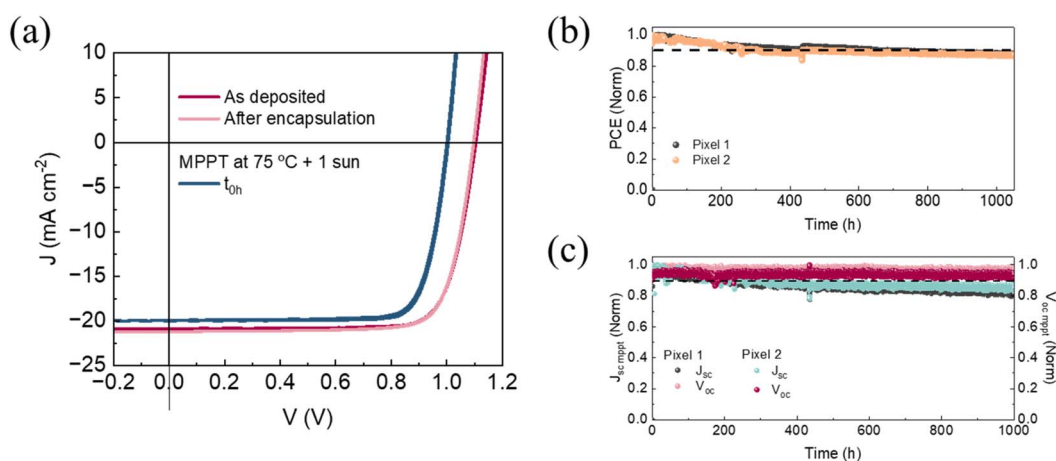 (a)
10
5
0
−5
−10
−15
−20
−25
J (mA cm-2)
As deposited
After encapsulation
MPPT at 75 ºC + 1 sun
t0h
−0.2 0.0 0.2 0.4 0.6 0.8 1.0 1.2
V (V)
(b)
1.0
0.8
0.6
0.4
0.2
0.0
PCE (Norm)
Pixel 1
Pixel 2
0 200 400 600 800 1000
Time (h)
(c)
1.0
0.8
0.6
0.4
0.2
0.0
Jsc mppt (Norm)
Pixel 1 Pixel 2
Jsc Jsc
Voc Voc
1.0
0.8
0.6
0.4
0.2
0.0
Voc mppt (Norm)
0 200 400 600 800 1000
Time (h)